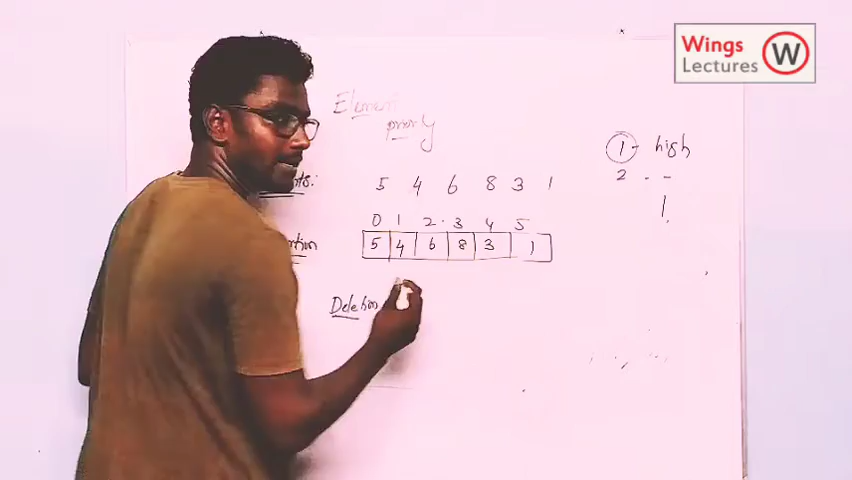 Wings
Lectures
W
Element
priority
1 - high
2 - -
5 4 6 8 3 1
0 1 2 3 4 5
5 4 6 8 3 1
Deletion